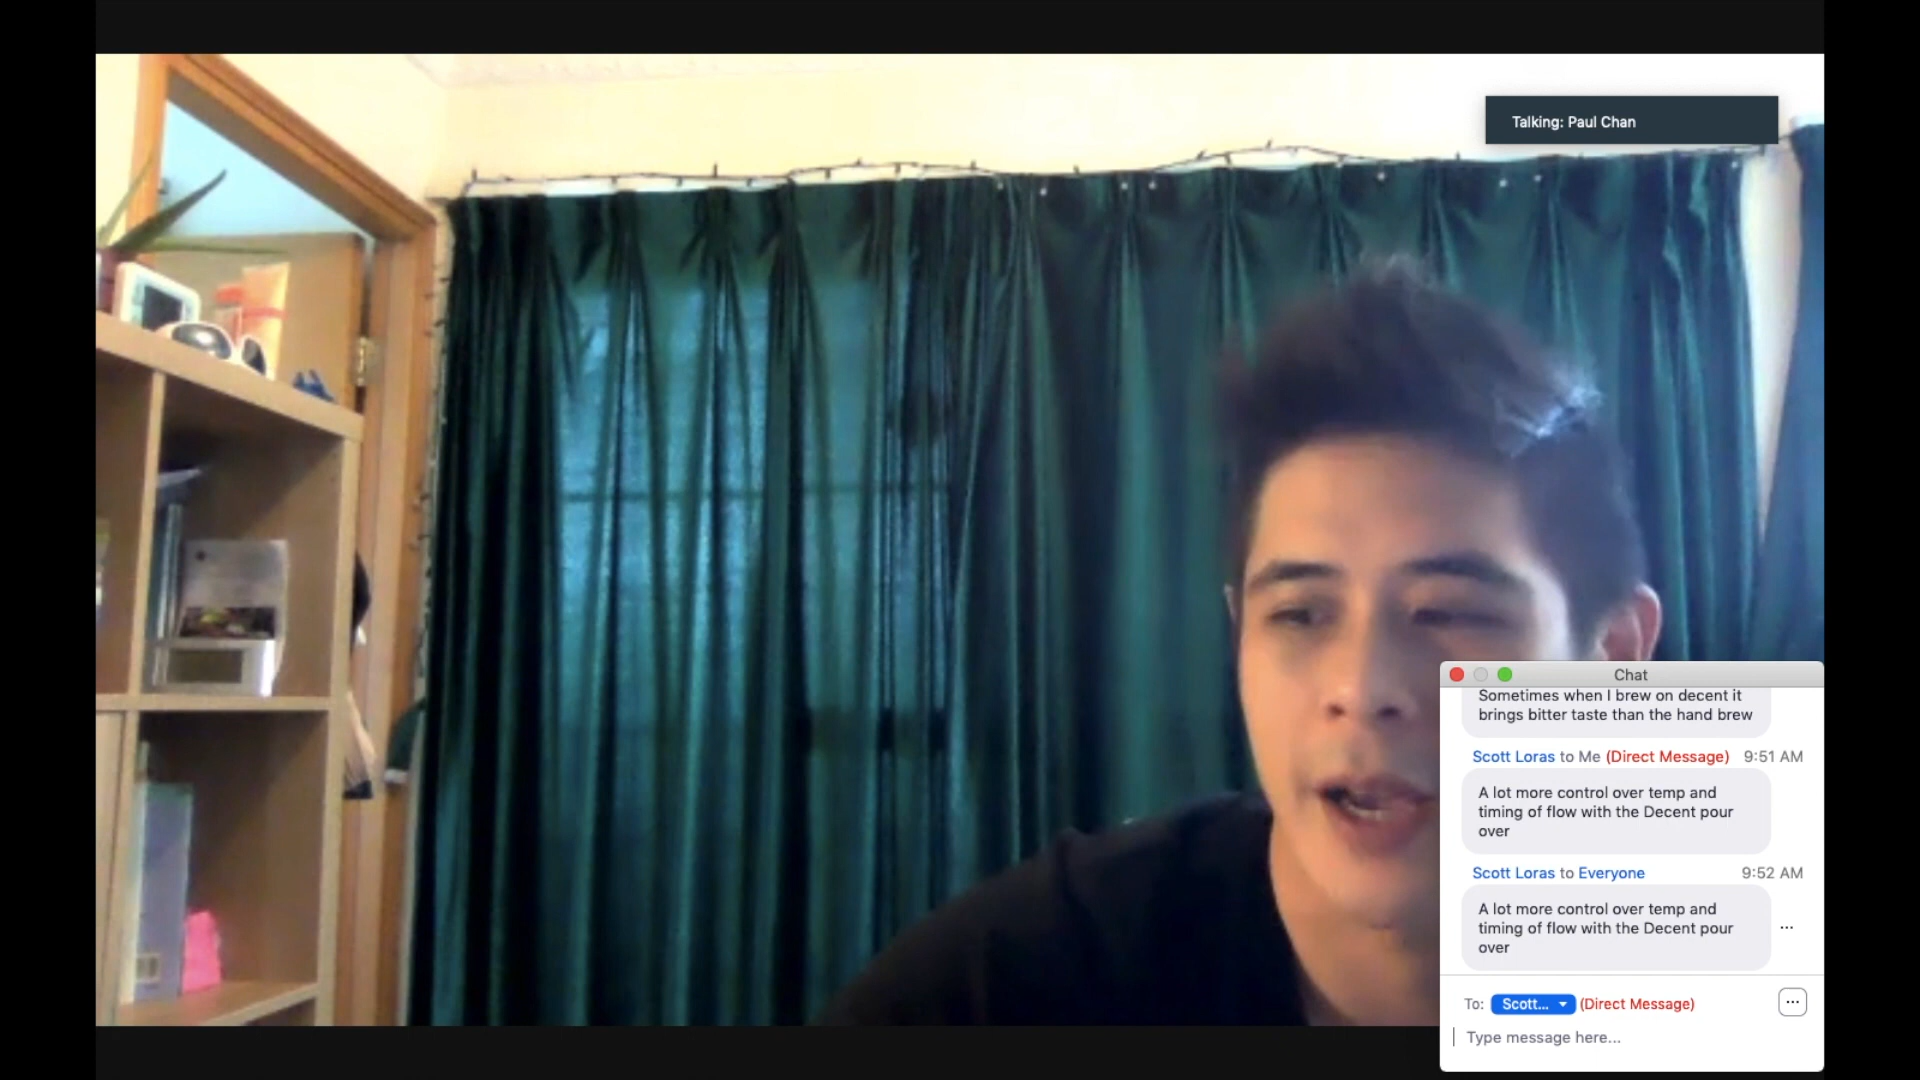 Talking: Paul Chan
Chat
Sometimes when I brew on decent it
brings bitter taste than the hand brew
Scott Loras to Me (Direct Message) 9:51 AM
A lot more control over temp and
timing of flow with the Decent pour
over
Scott Loras to Everyone 9:52 AM
A lot more control over temp and
timing of flow with the Decent pour
over
...
To: Scott... (Direct Message) ...
Type message here...